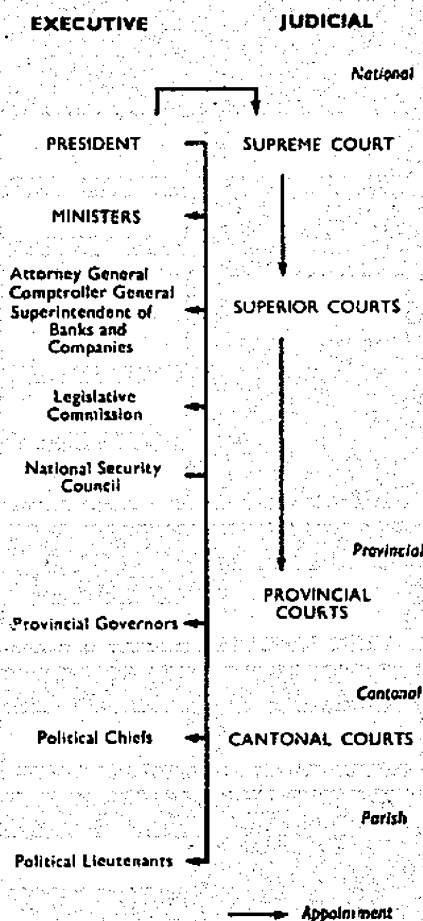 EXECUTIVE JUDICIAL
National
PRESIDENT SUPREME COURT
MINISTERS
Attorney General
Comptroller General
Superintendent of
Banks and
Companies
SUPERIOR COURTS
Legislative
Commission
National Security
Council
Provincial
PROVINCIAL
COURTS
Provincial Governors
Cantonal
Political Chiefs CANTONAL COURTS
Parish
Political Lieutenants
Appointment